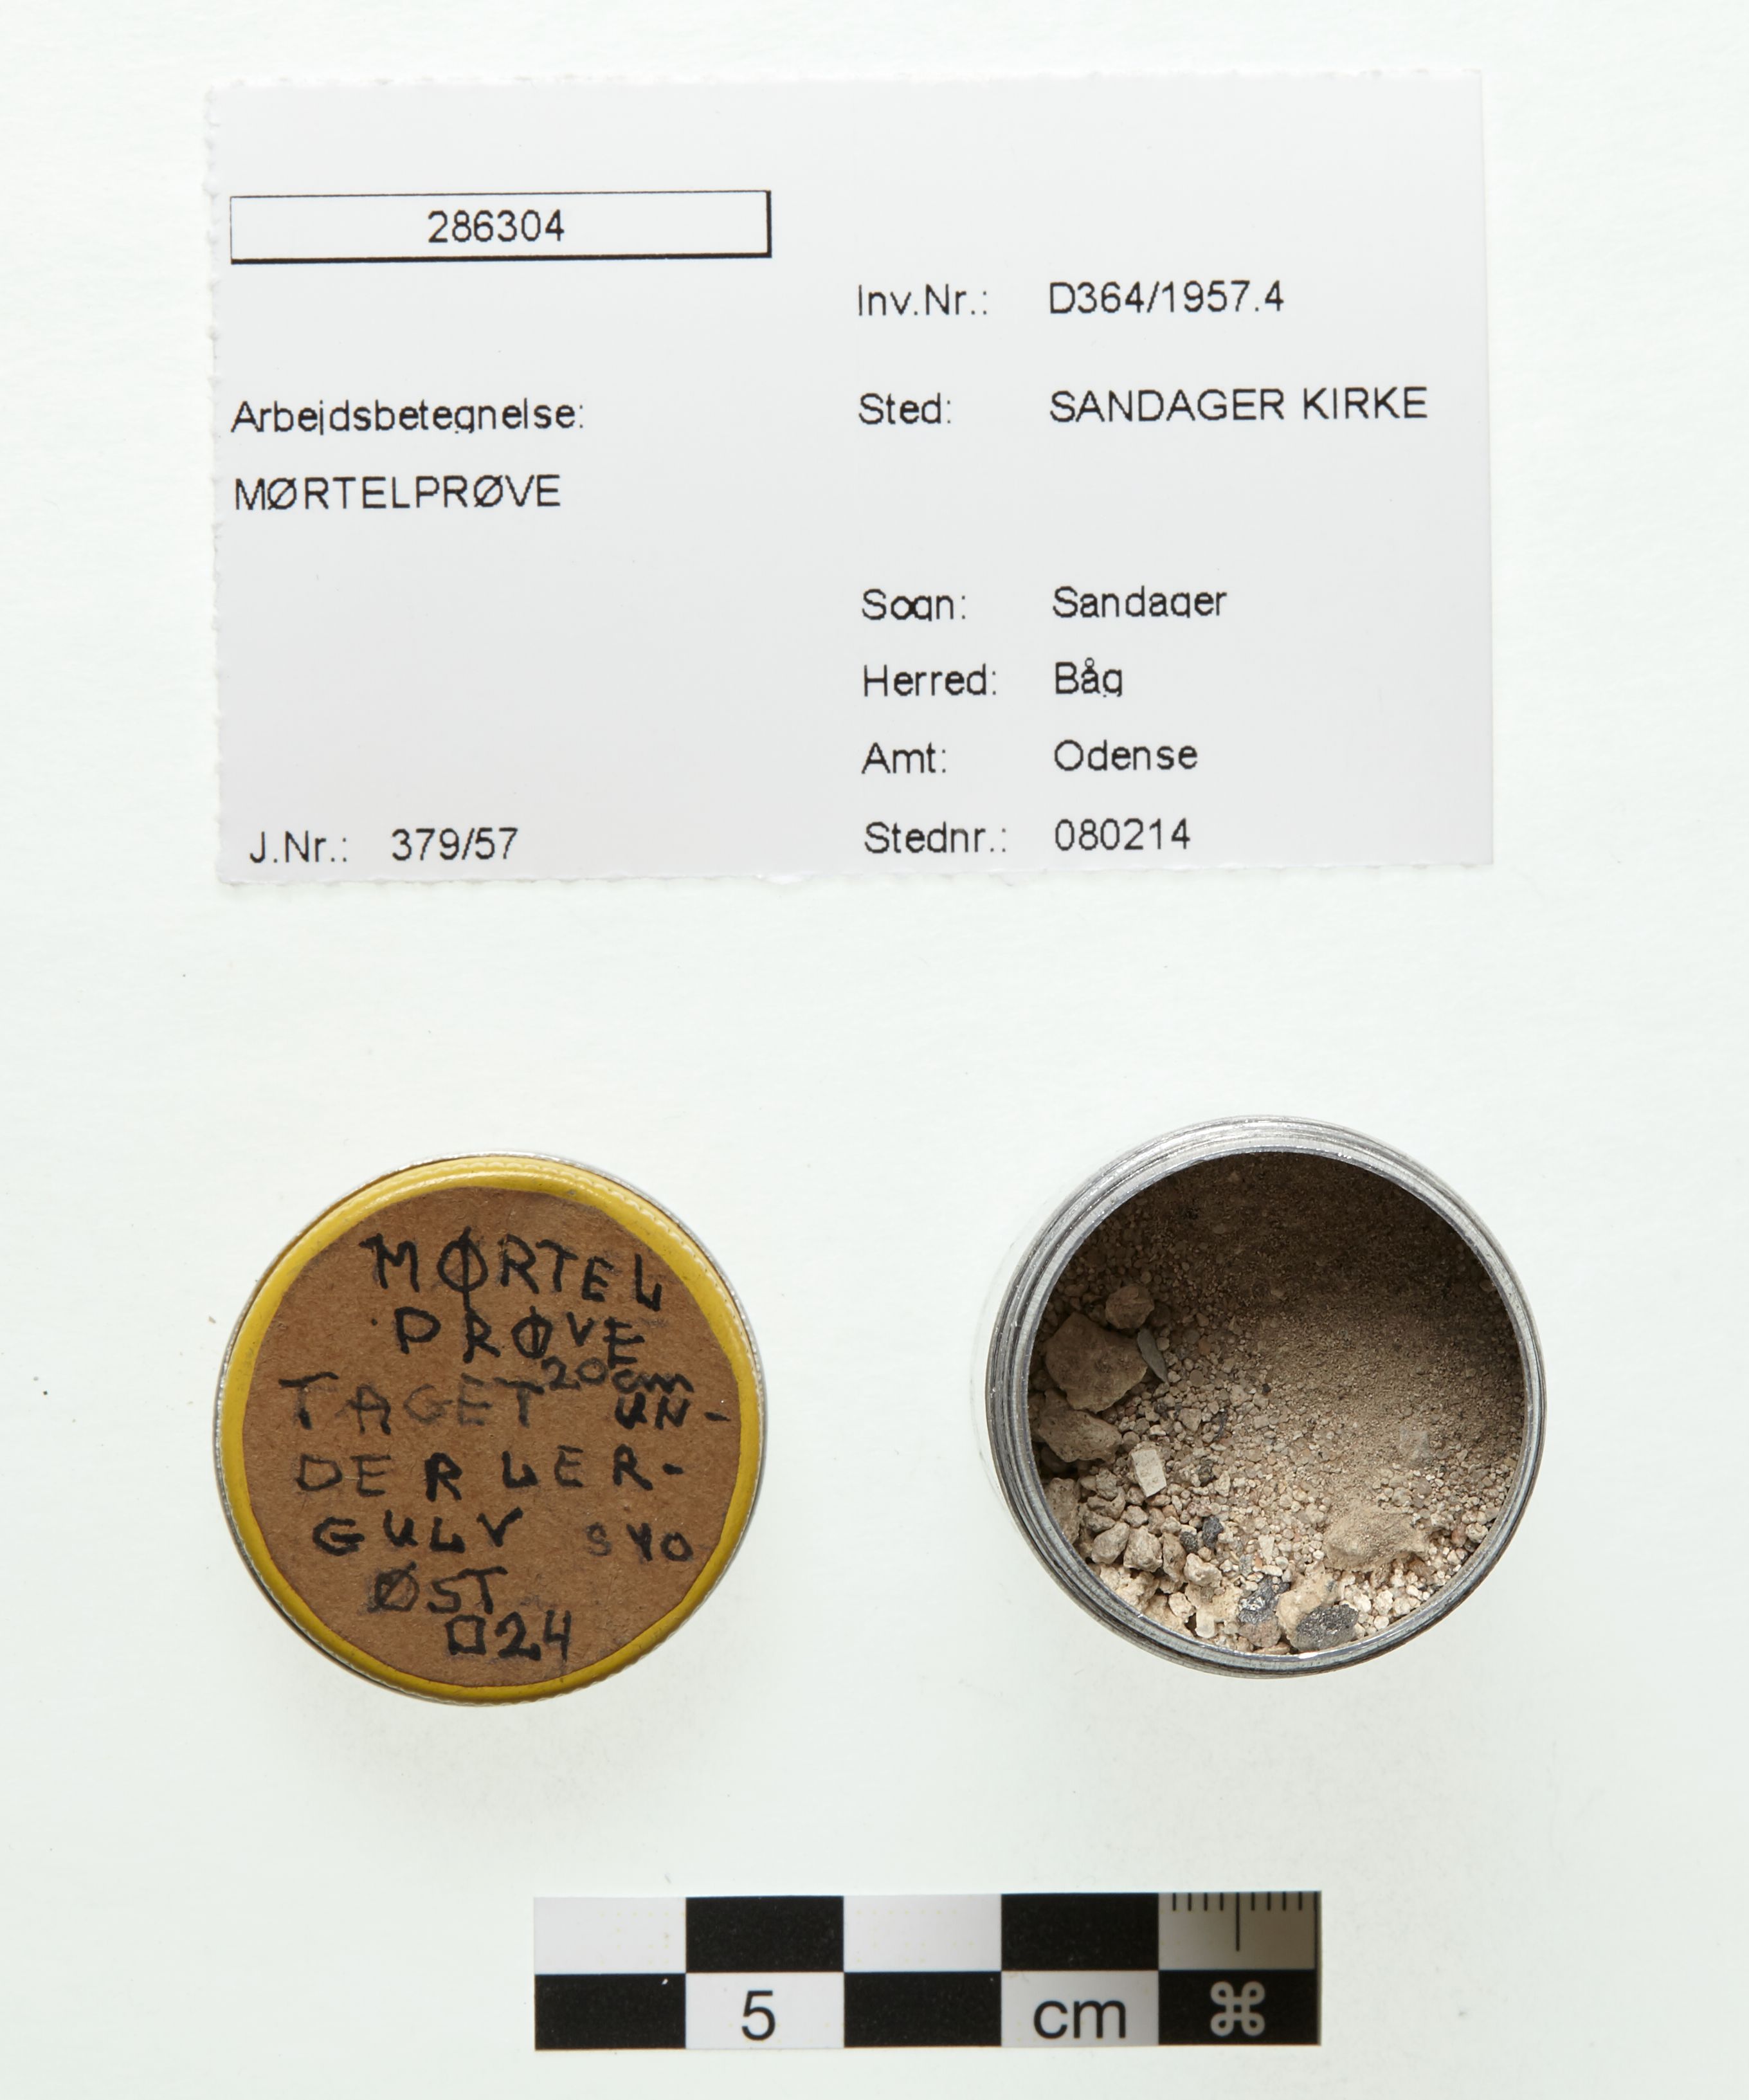 286304
Inv.Nr.: D364/1957.4
Arbejdsbetegnelse:
Sted: SANDAGER KIRKE
MØRTELPRØVE
Sogn: Sandager
Herred: Båg
Amt: Odense
J.Nr.: 379/57
Stednr.: 080214
MØRTEL
PRØVE
20cm
TAGET UN-
DER LER-
GULV SYO
ØST
□24
5 cm